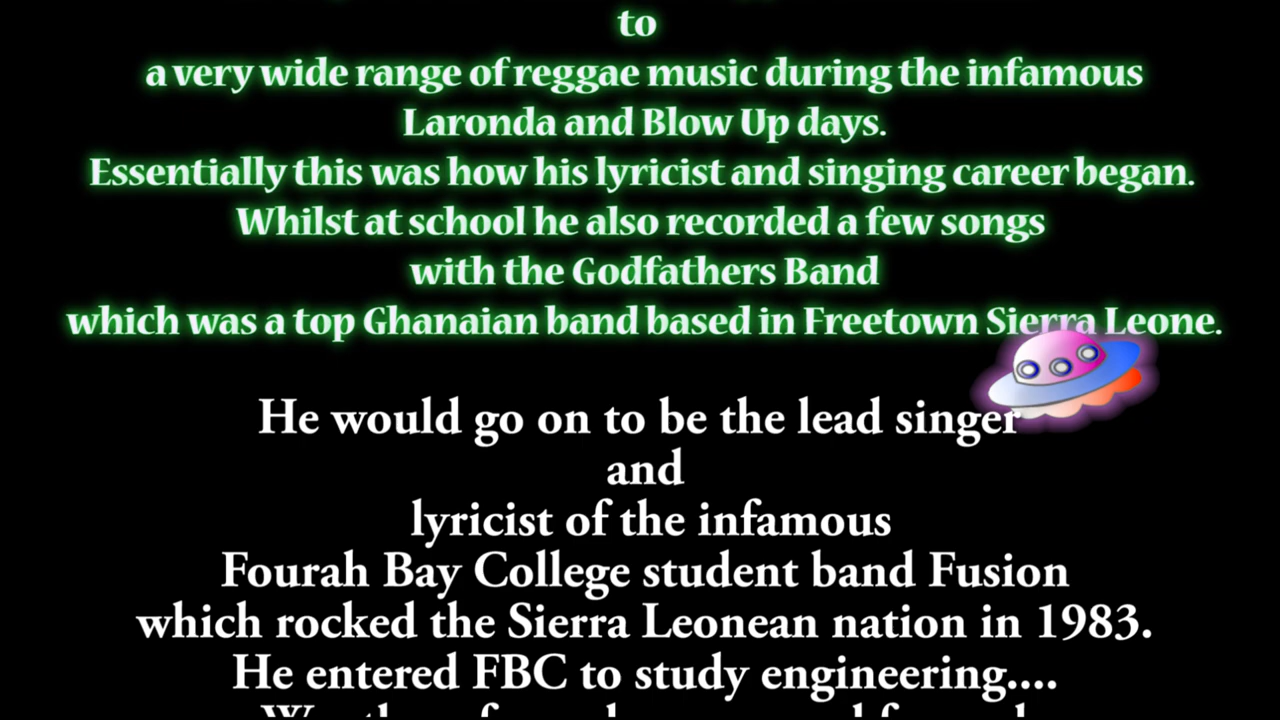 to
a very wide range of reggae music during the infamous
Laronda and Blow Up days.
Essentially this was how his lyricist and singing career began.
Whilst at school he also recorded a few songs
with the Godfathers Band
which was a top Ghanaian band based in Freetown Sierra Leone.
He would go on to be the lead singer
and
lyricist of the infamous
Fourah Bay College student band Fusion
which rocked the Sierra Leonean nation in 1983.
He entered FBC to study engineering....